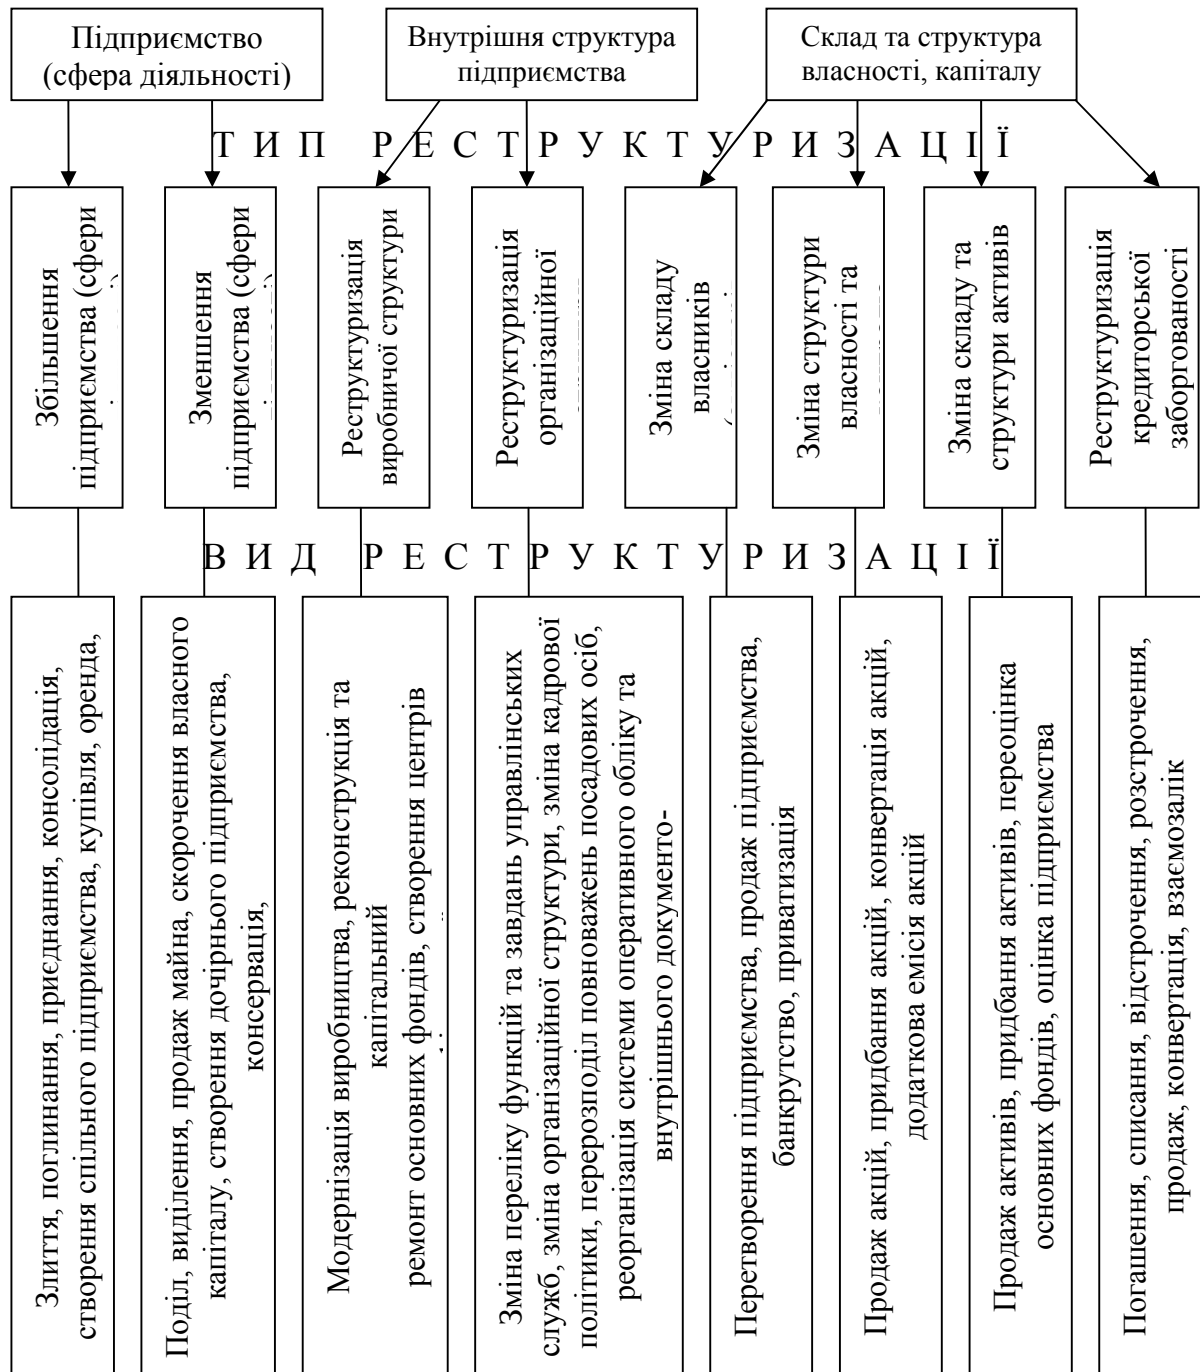 Підприємство
(сфера діяльності)
Внутрішня структура
підприємства
Склад та структура
власності, капіталу
ТИП РЕСТРУКТУРИЗАЦІЇ
Збільшення
підприємства (сфери
Зменшення
підприємства (сфери
Реструктуризація
виробничої структури
Реструктуризація
організаційної
Зміна складу
власників
Зміна структури
власності та
Зміна складу та
структури активів
Реструктуризація
кредиторської
заборгованості
ВИД РЕСТРУКТУРИЗАЦІЇ
Злиття, поглинання, приєднання, консолідація,
створення спільного підприємства, купівля, оренда,
Поділ, виділення, продаж майна, скорочення власного
капіталу, створення дочірнього підприємства,
консервація,
Модернізація виробництва, реконструкція та
капітальний
ремонт основних фондів, створення центрів
Зміна переліку функцій та завдань управлінських
служб, зміна організаційної структури, зміна кадрової
політики, перерозподіл повноважень посадових осіб,
реорганізація системи оперативного обліку та
внутрішнього документо-
Перетворення підприємства, продаж підприємства,
банкрутство, приватизація
Продаж акцій, придбання акцій, конвертація акцій,
додаткова емісія акцій
Продаж активів, придбання активів, переоцінка
основних фондів, оцінка підприємства
Погашення, списання, відстрочення, розстрочення,
продаж, конвертація, взаємозалік